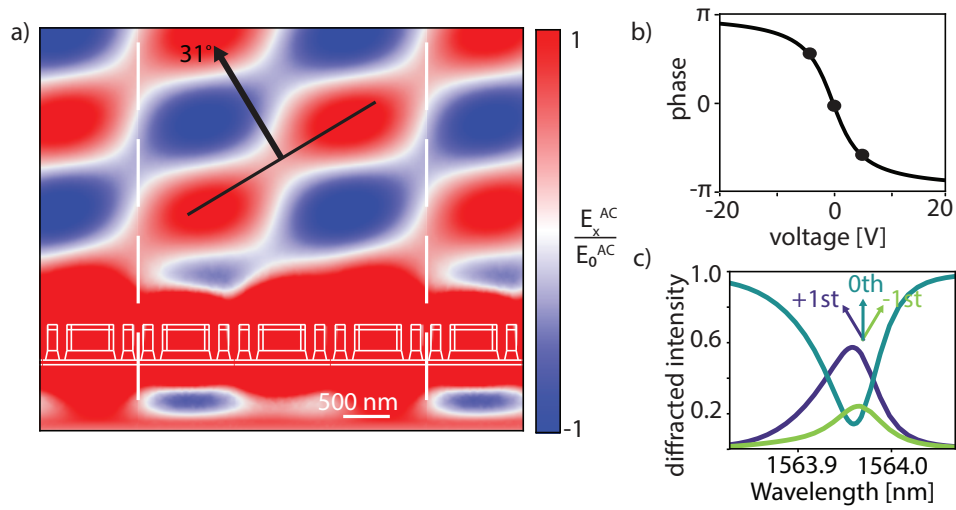 a)
31°
1
E_x^AC
E_0^AC
-1
500 nm
b)
π
0
-π
phase
-20
0
20
voltage [V]
c)
1.0
0.6
0.2
diffracted intensity
+1st
0th
-1st
1563.9
1564.0
Wavelength [nm]